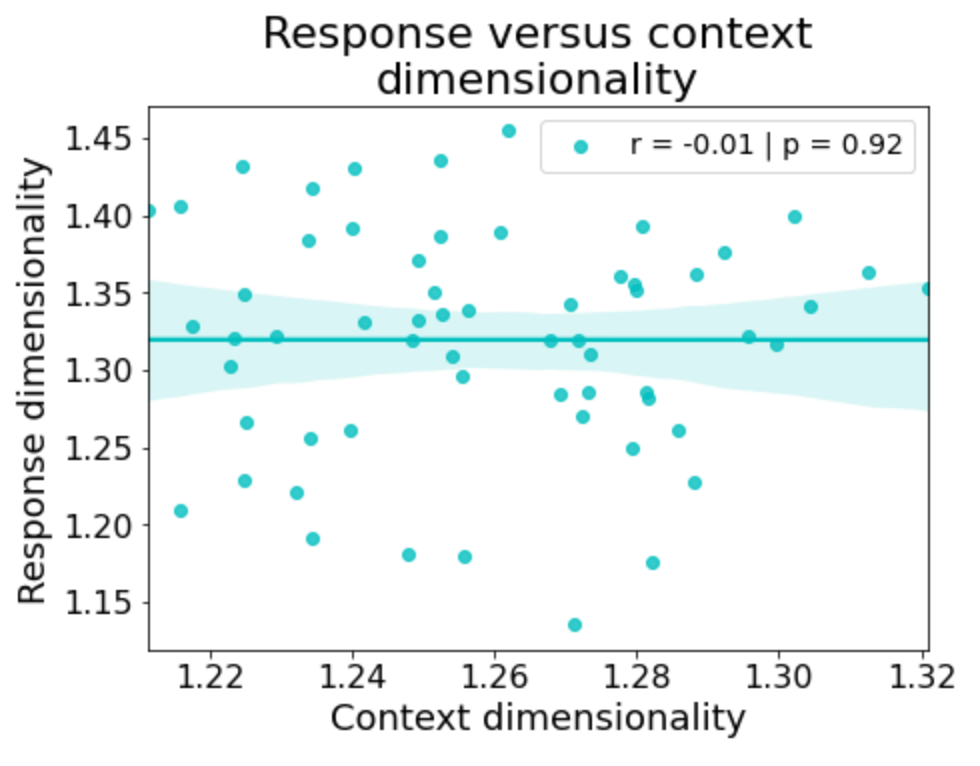 Response versus context
dimensionality
r = -0.01 | p = 0.92
Response dimensionality
1.45
1.40
1.35
1.30
1.25
1.20
1.15
1.22 1.24 1.26 1.28 1.30 1.32
Context dimensionality